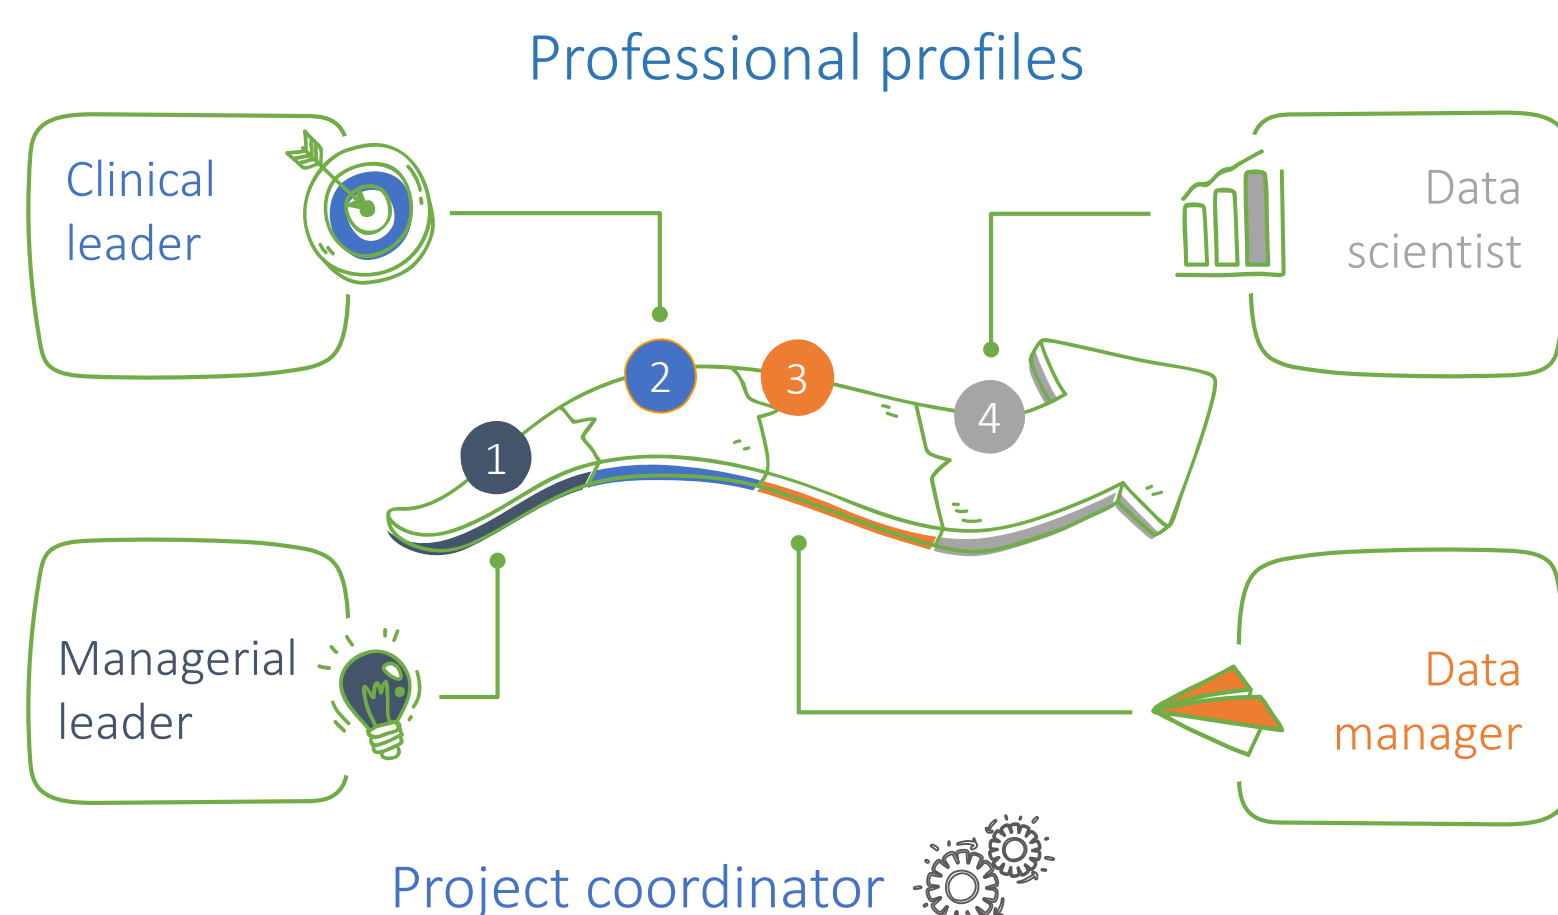 Professional profiles
Clinical
leader
Data
scientist
2
3
4
1
Managerial
leader
Data
manager
Project coordinator